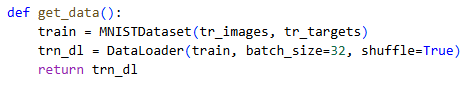 def get_data():
    train = MNISTDataset(tr_images, tr_targets)
    trn_dl = DataLoader(train, batch_size=32, shuffle=True)
    return trn_dl